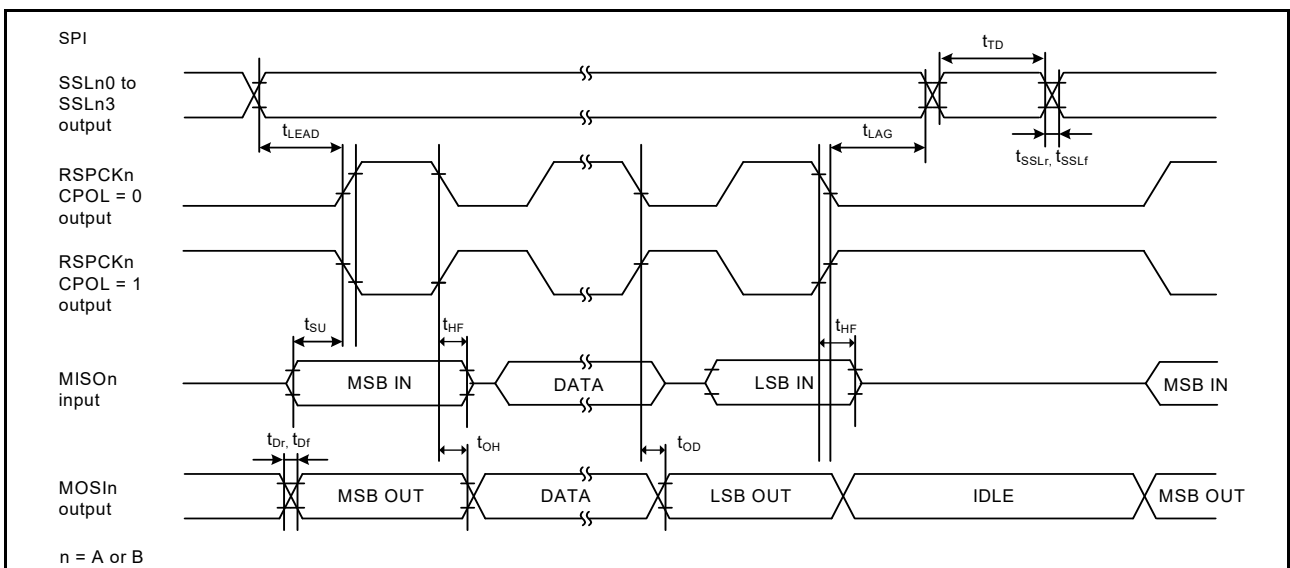 SPI
SSLn0 to
SSLn3
output
tTD
tLEAD
tLAG
tSSLr, tSSLf
RSPCKn
CPOL = 0
output
RSPCKn
CPOL = 1
output
tSU
tHF
tHF
MISOn
input
MSB IN
DATA
LSB IN
MSB IN
tDr, tDf
tOH
tOD
MOSIn
output
MSB OUT
DATA
LSB OUT
IDLE
MSB OUT
n = A or B